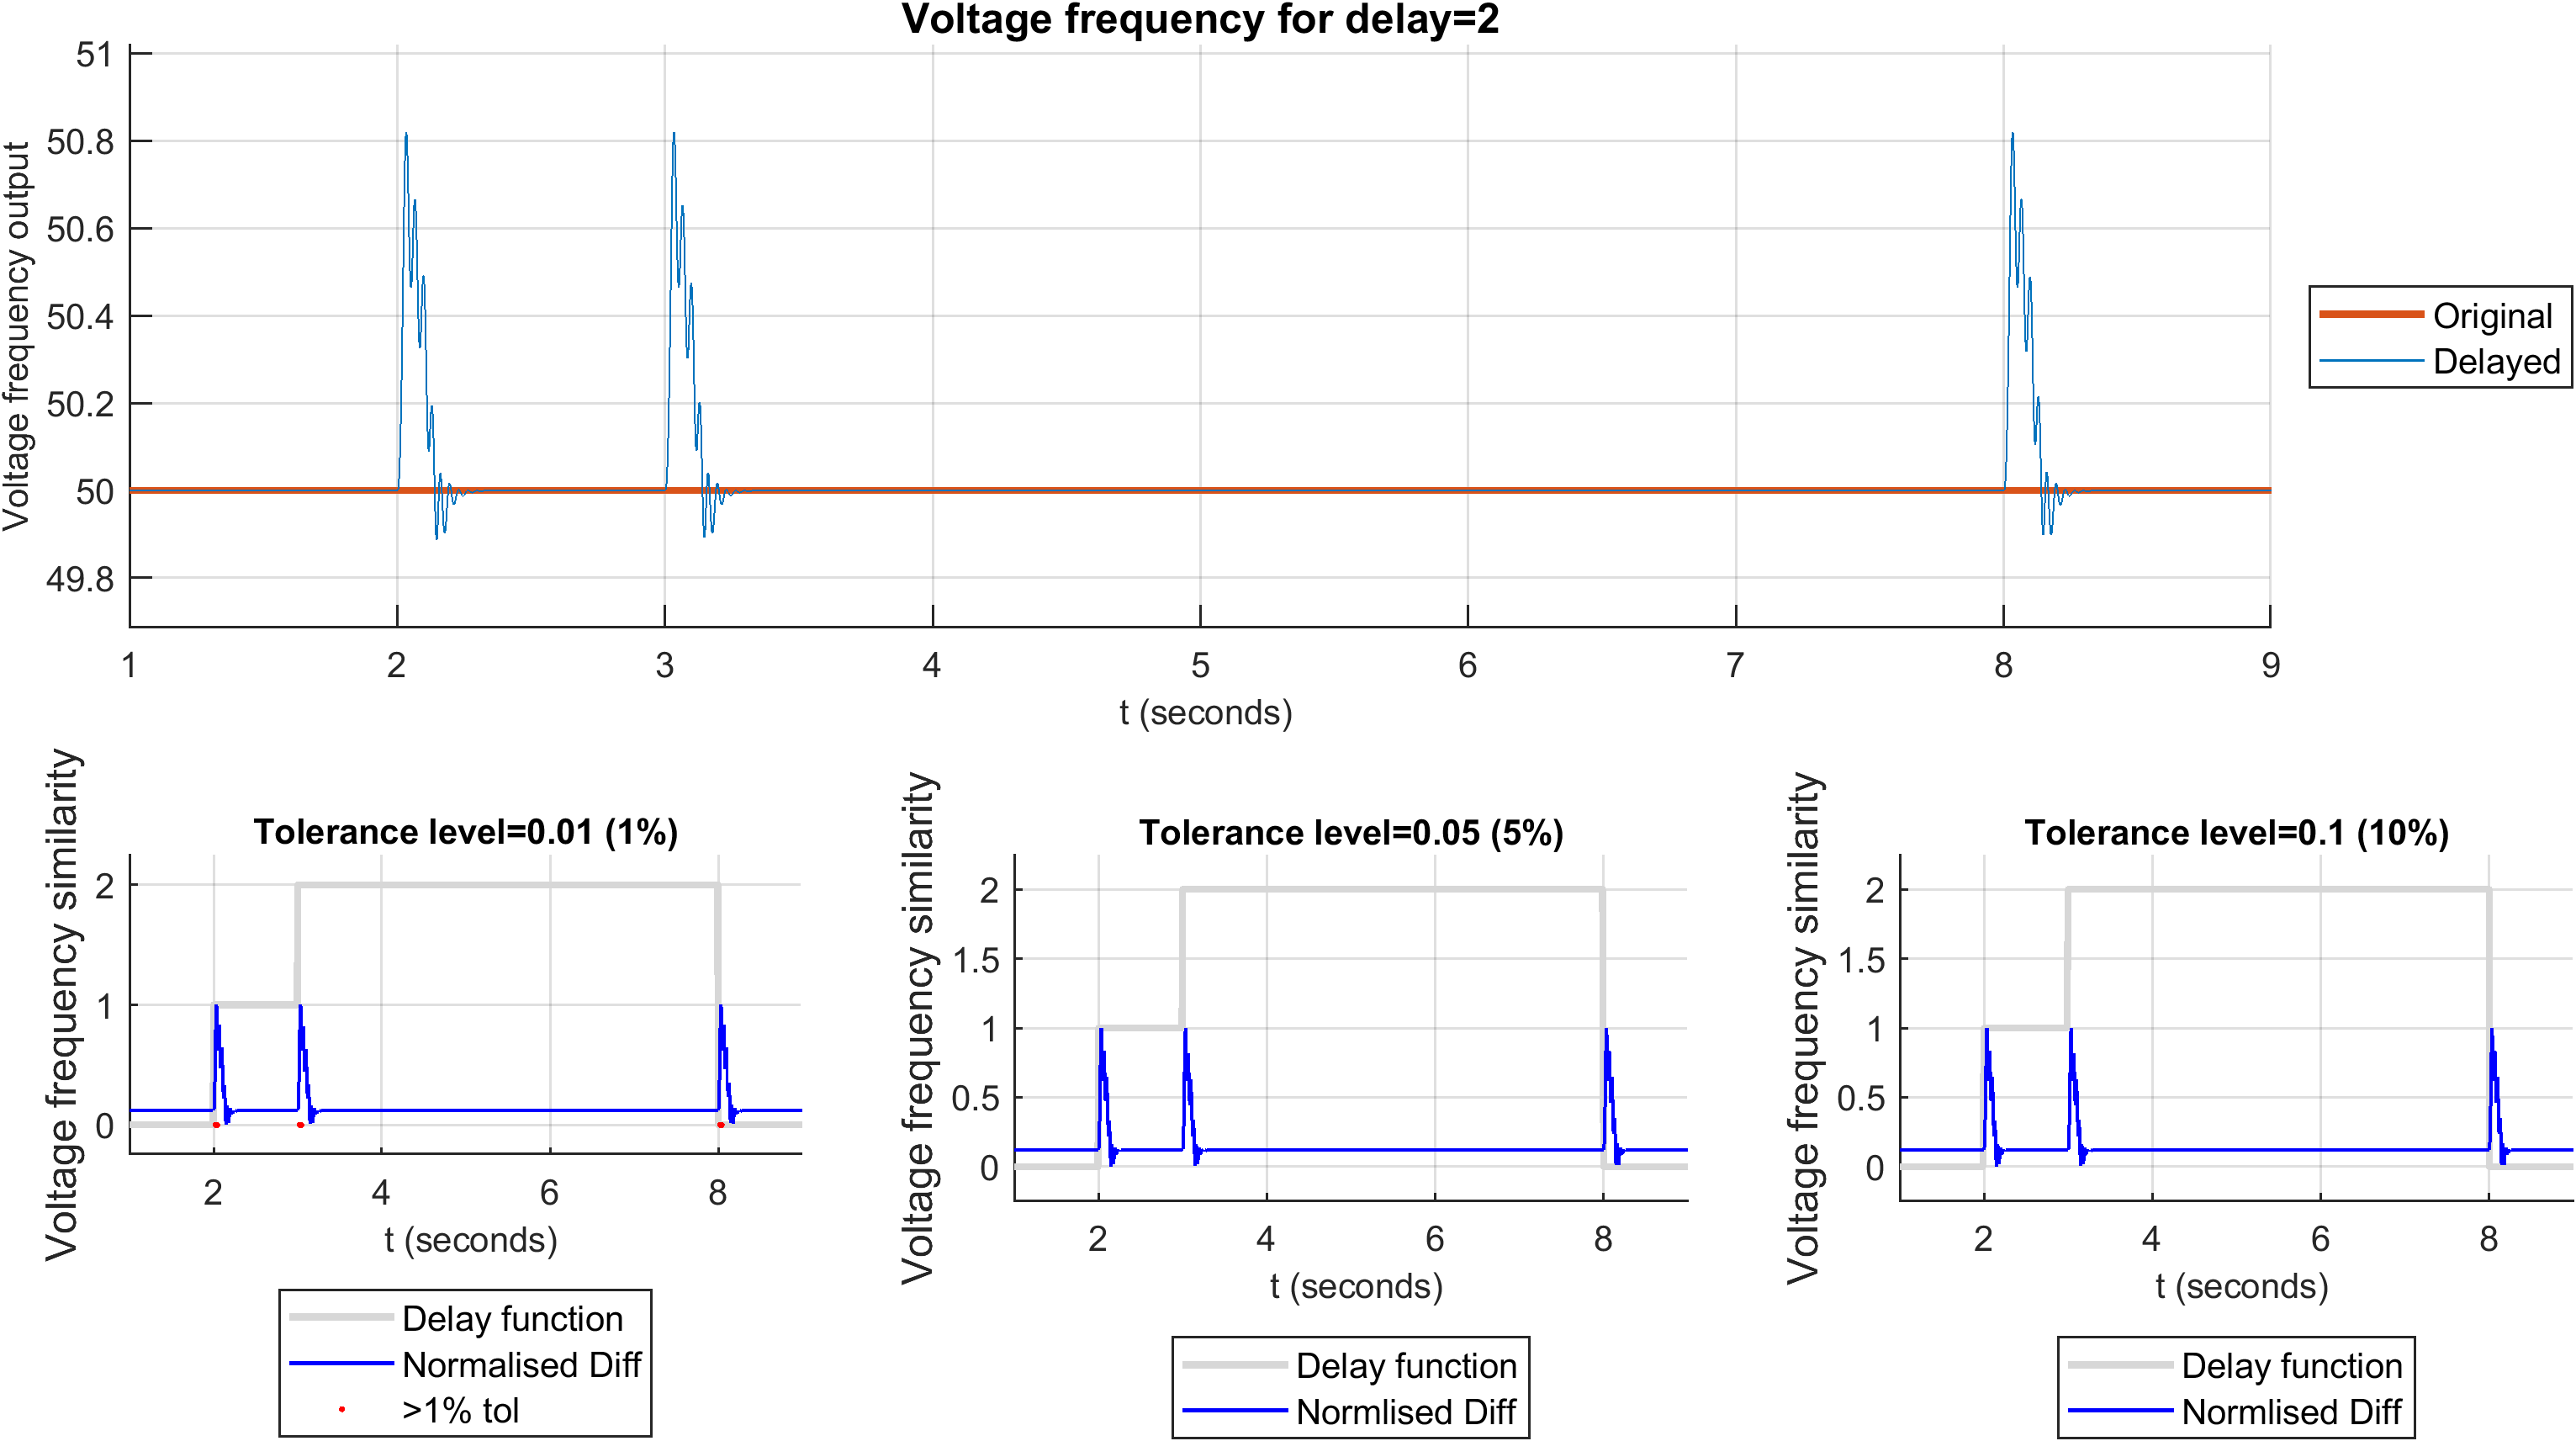 Voltage frequency for delay=2
Voltage frequency output
51
50.8
50.6
50.4
50.2
50
49.8
1 2 3 4 5 6 7 8 9
t (seconds)
Original
Delayed
Tolerance level=0.01 (1%)
Voltage frequency similarity
2
1
0
2 4 6 8
t (seconds)
Delay function
Normalised Diff
>1% tol
Tolerance level=0.05 (5%)
Voltage frequency similarity
2
1.5
1
0.5
0
2 4 6 8
t (seconds)
Delay function
Normlised Diff
Tolerance level=0.1 (10%)
Voltage frequency similarity
2
1.5
1
0.5
0
2 4 6 8
t (seconds)
Delay function
Normlised Diff